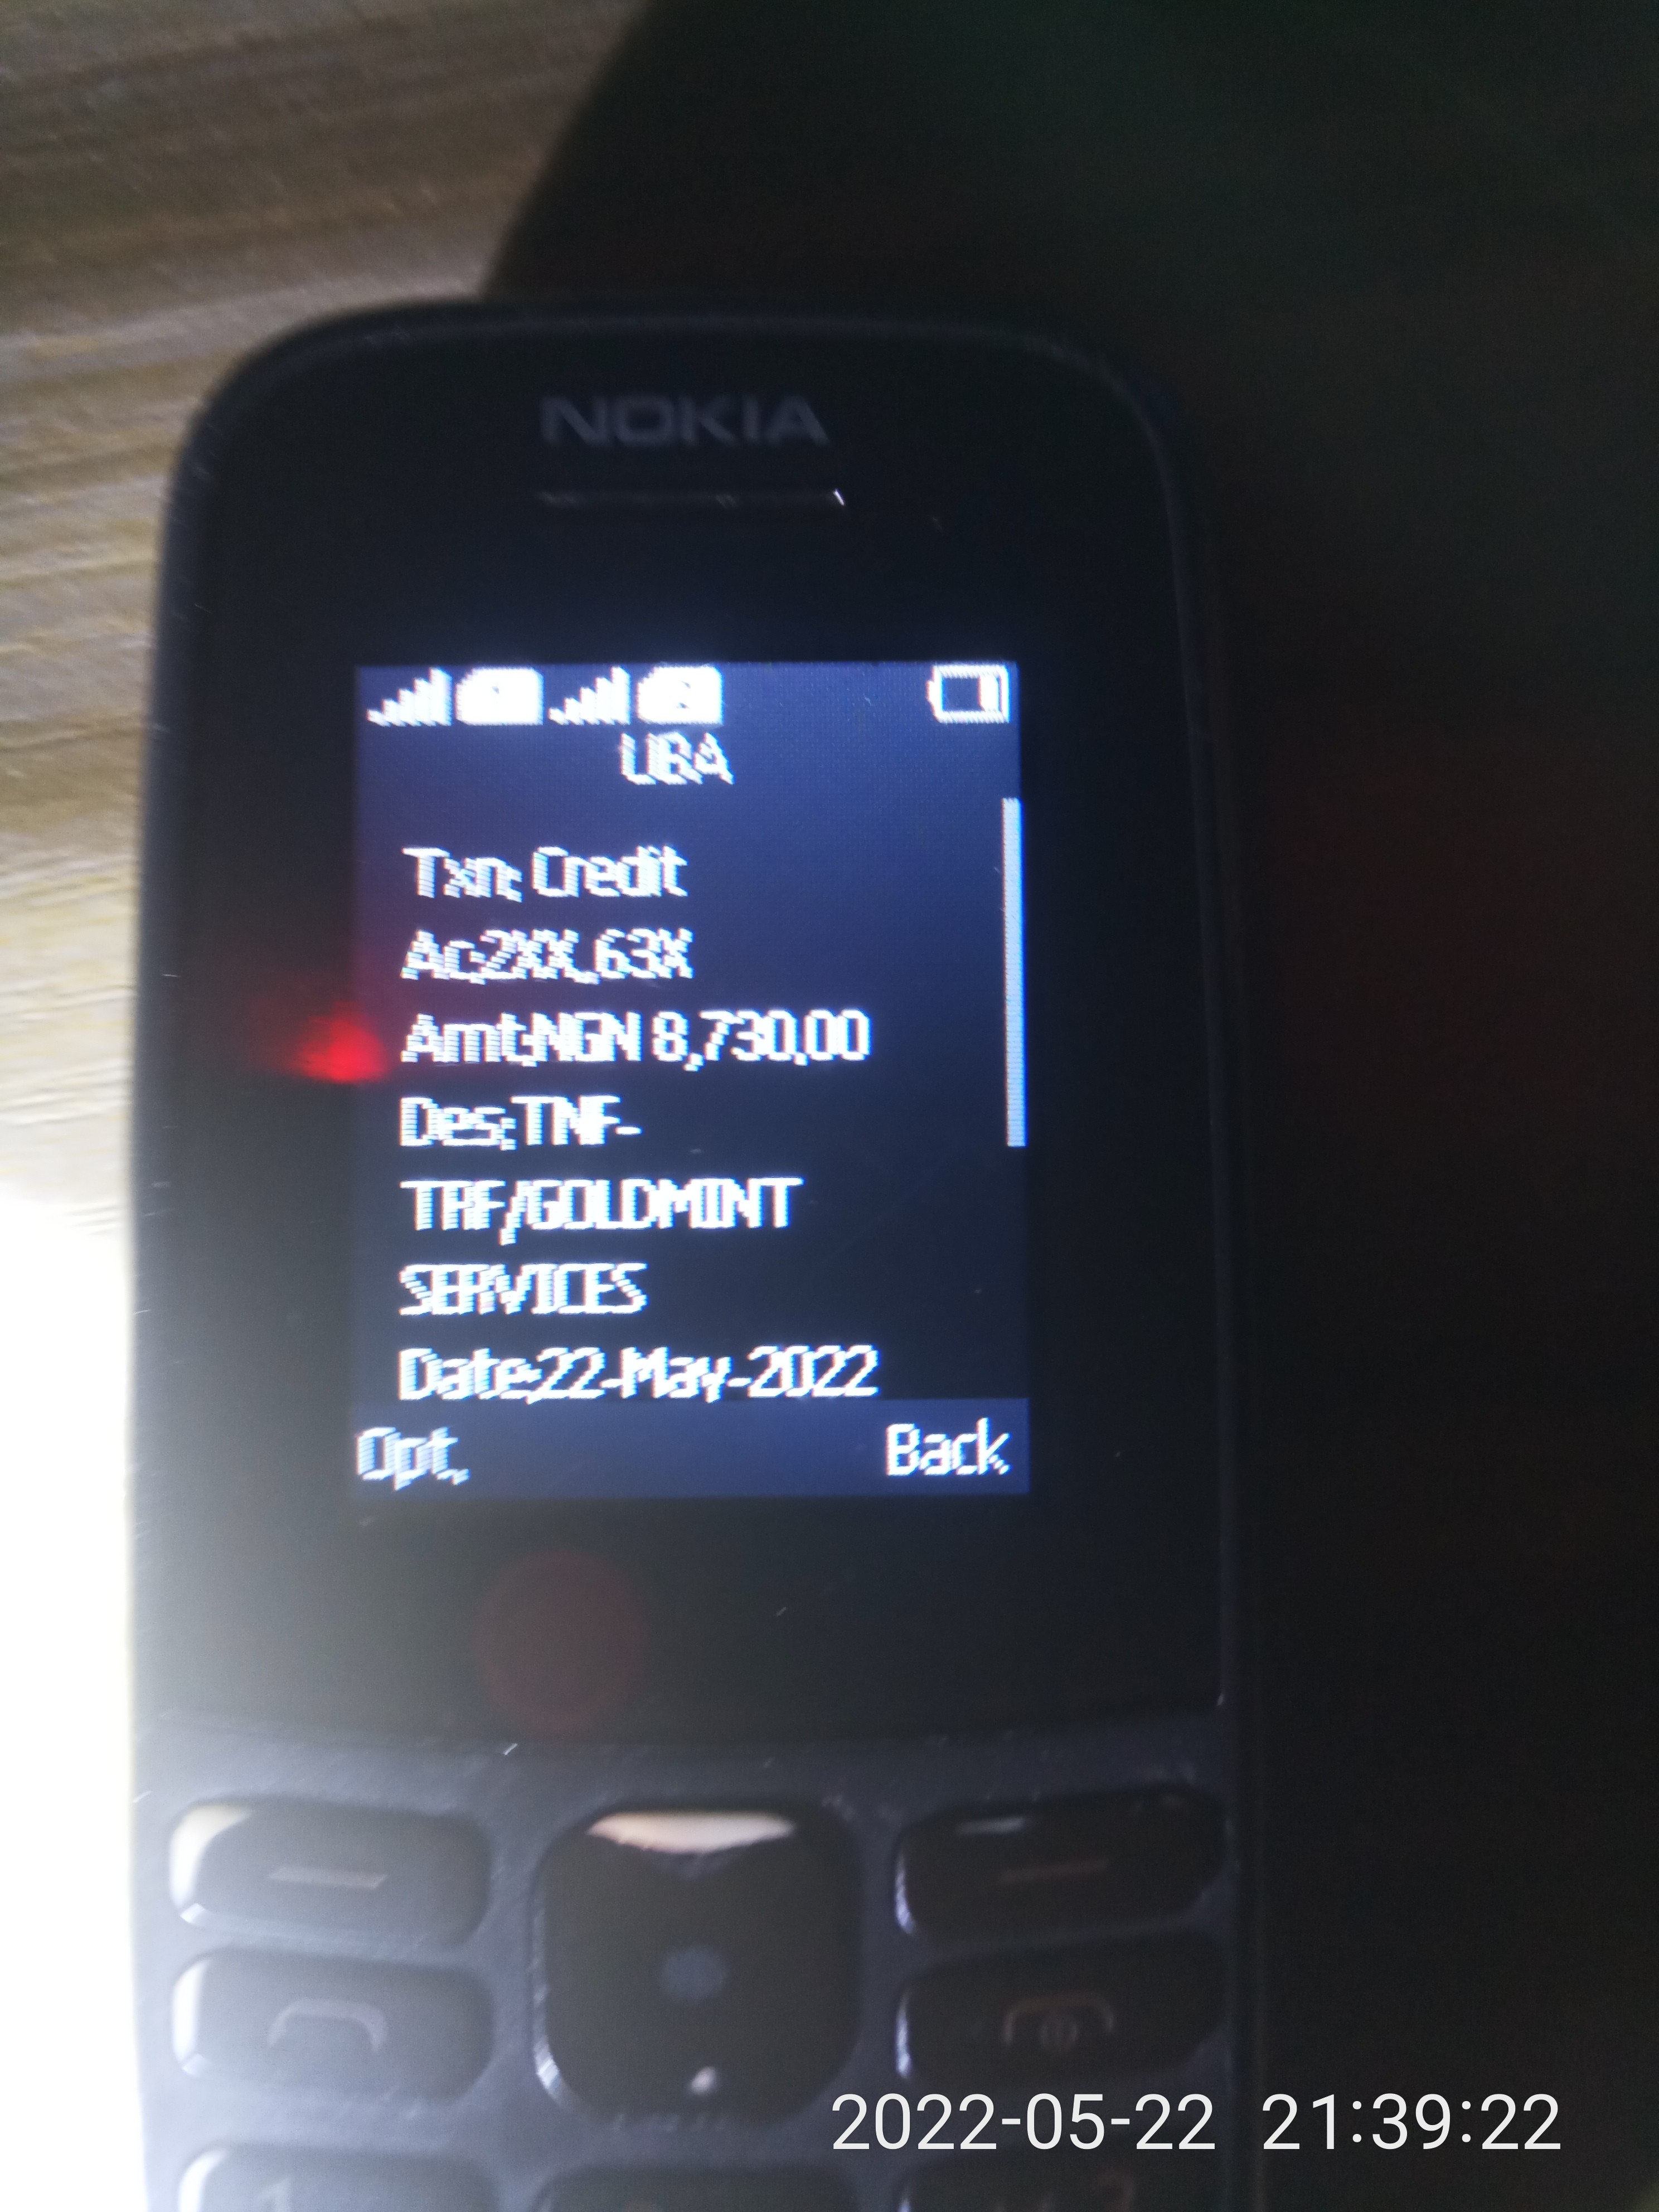 NOKIA
UBA
Txn: Credit
Ac:2XX..63X
Amt:NGN 8,730.00
Des:TNF-
TRF/GOLDMINT
SERVICES
Date:22-May-2022
Opt.
Back
2022-05-22 21:39:22